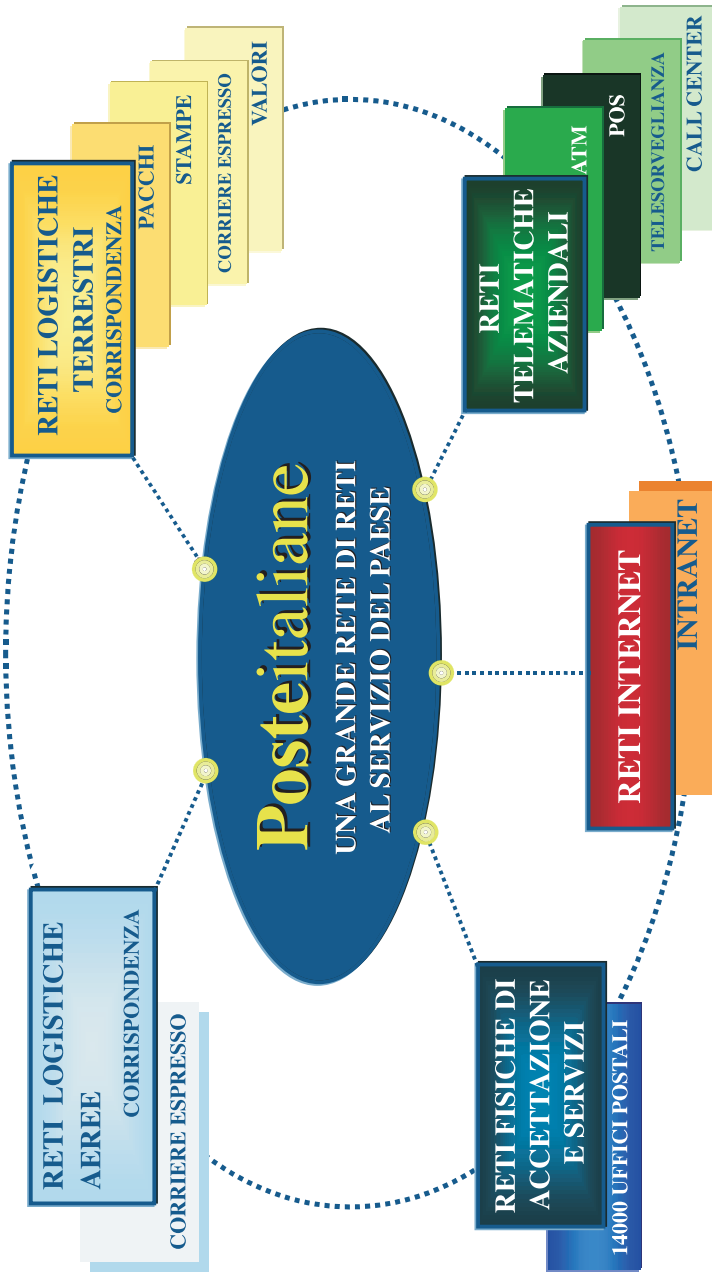 RETI LOGISTICHE
AEREE
CORRISPONDENZA
CORRIERE ESPRESSO
RETI LOGISTICHE
TERRESTRI
CORRISPONDENZA
PACCHI
STAMPE
CORRIERE ESPRESSO
VALORI
Posteitaliane
UNA GRANDE RETE DI RETI
AL SERVIZIO DEL PAESE
RETI FISICHE DI
ACCETTAZIONE
E SERVIZI
14000 UFFICI POSTALI
RETI INTERNET
INTRANET
RETI
TELEMATICHE
AZIENDALI
ATM
POS
TELESORVEGLIANZA
CALL CENTER